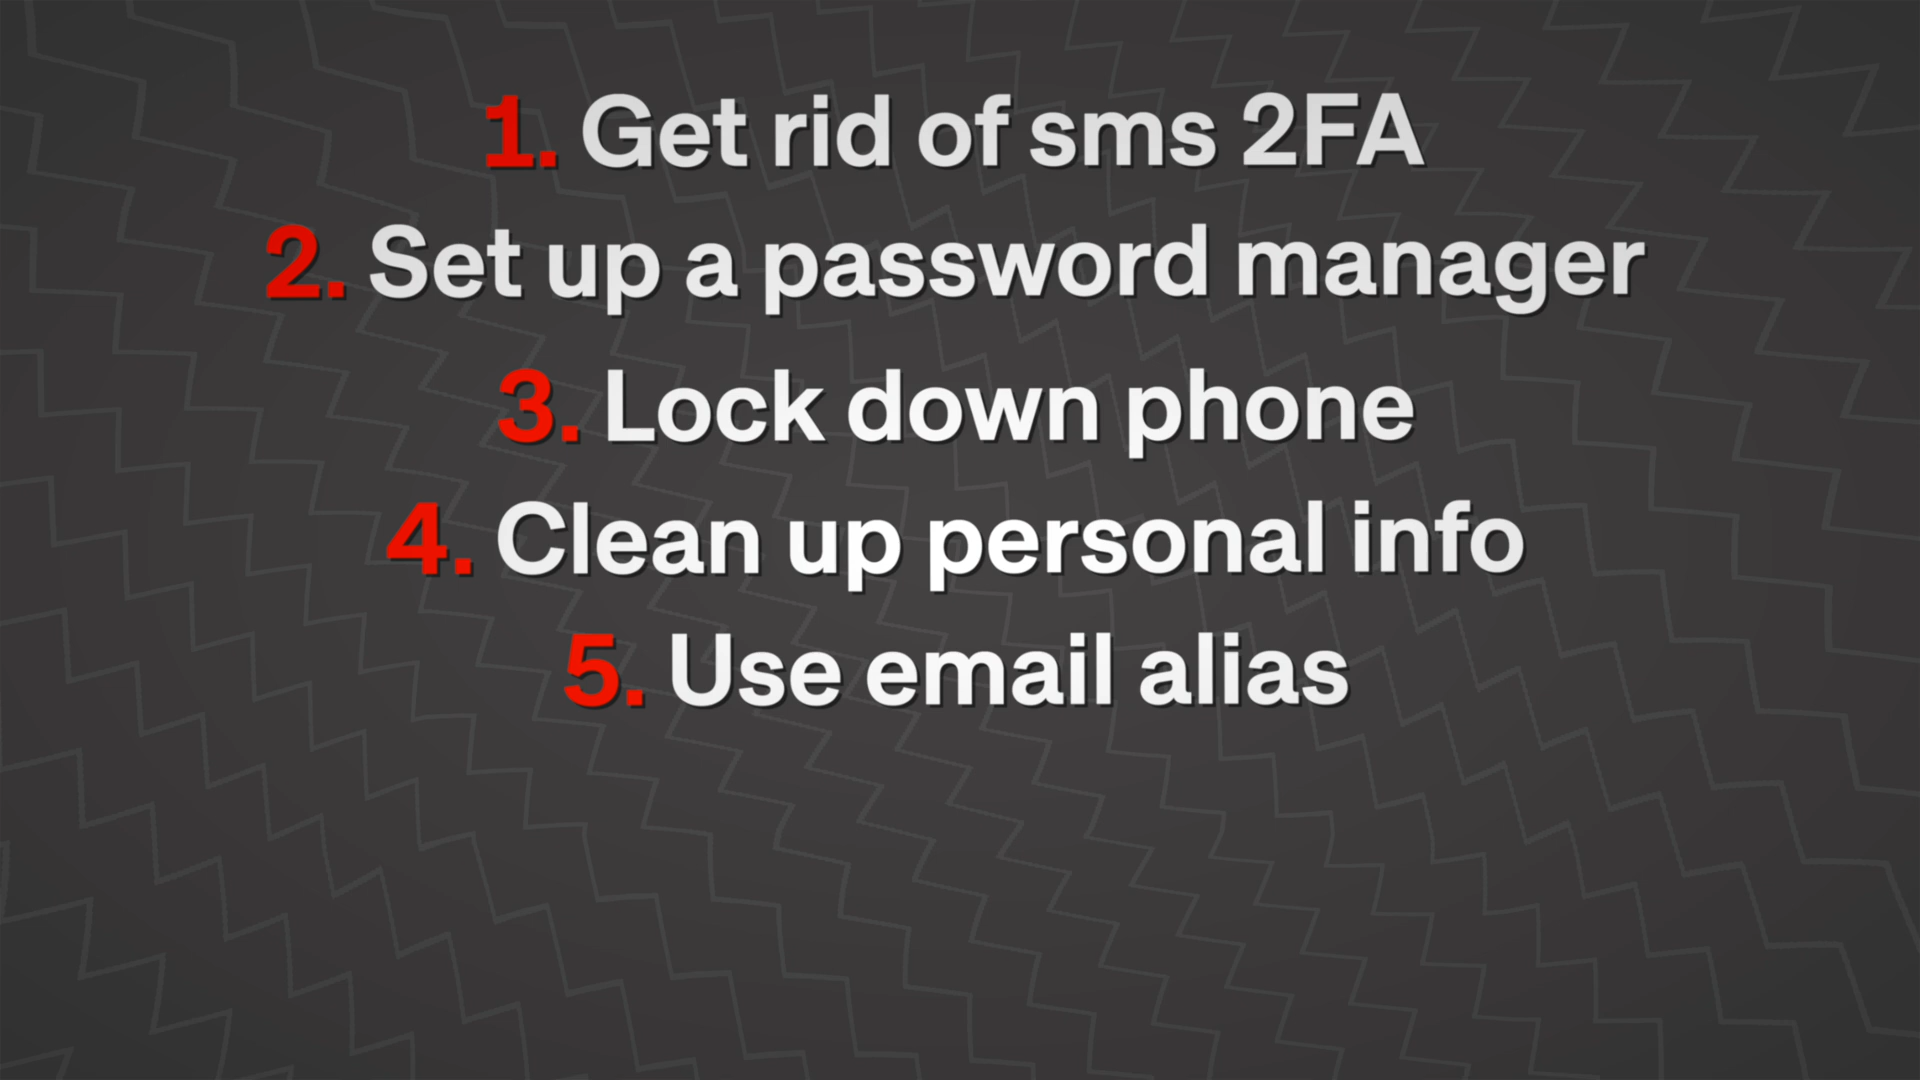 1. Get rid of sms 2FA
2. Set up a password manager
3. Lock down phone
4. Clean up personal info
5. Use email alias